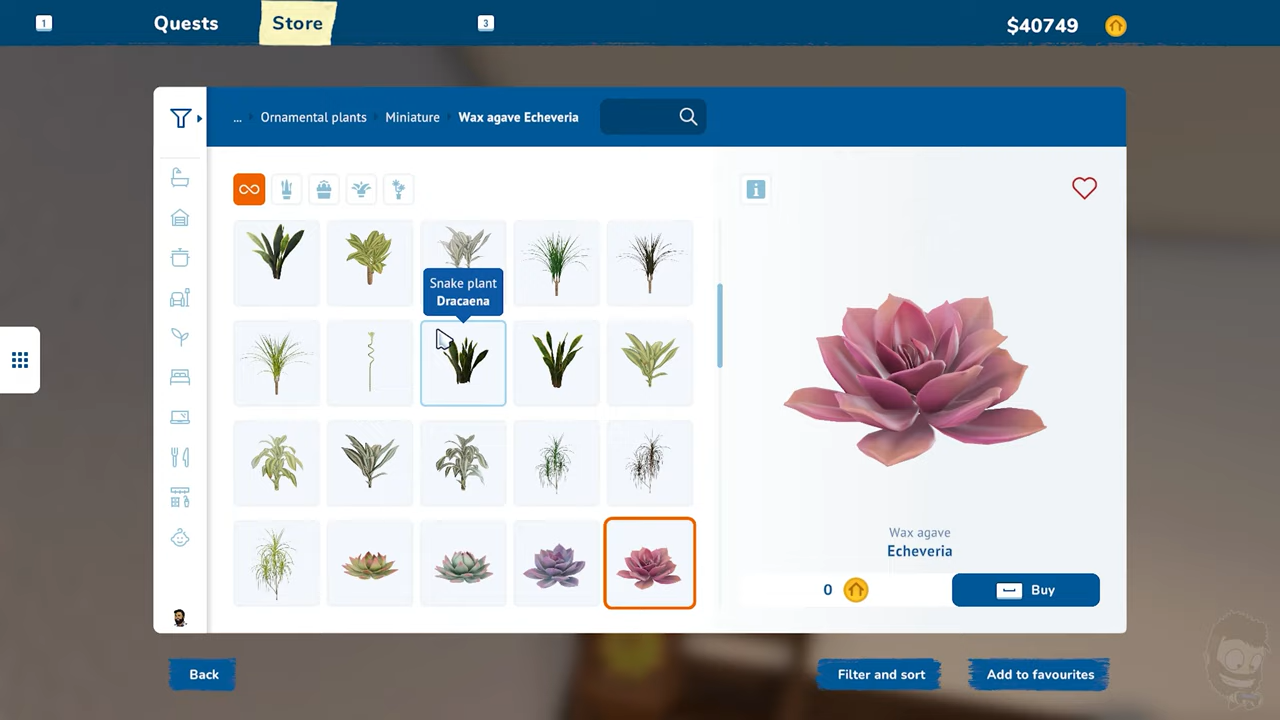 1
Quests
Store
3
$40749
... Ornamental plants Miniature Wax agave Echeveria
Snake plant
Dracaena
Wax agave
Echeveria
0
Buy
Back
Filter and sort
Add to favourites